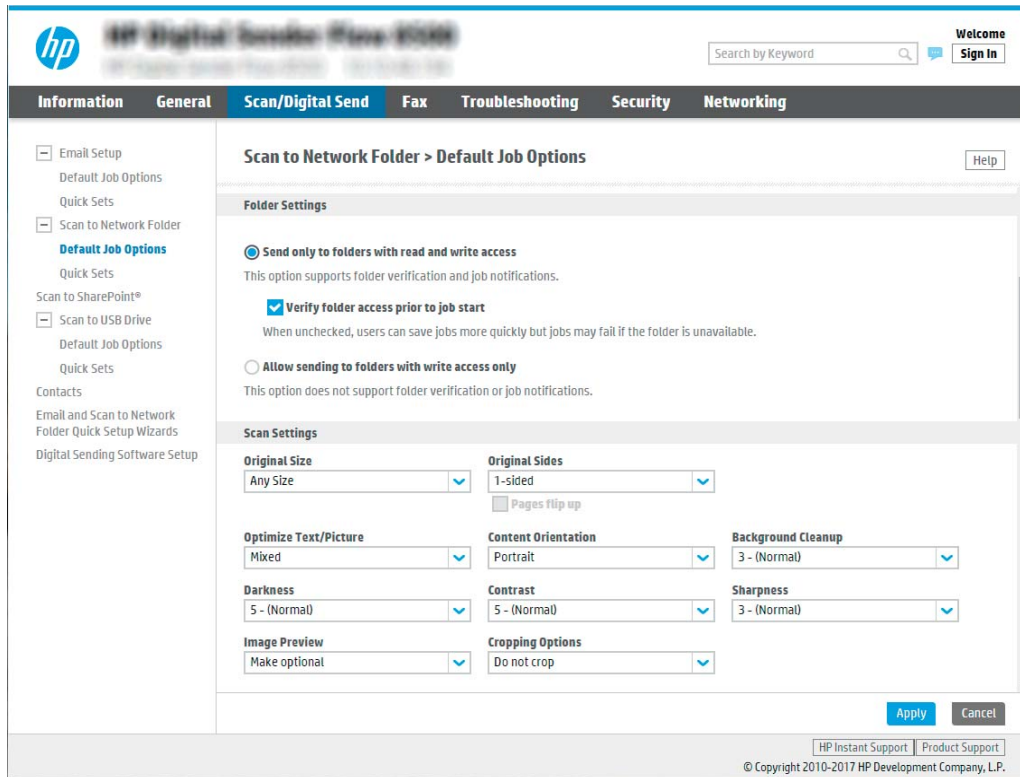 hp
Welcome
Search by Keyword
Sign In
Information General Scan/Digital Send Fax Troubleshooting Security Networking
Email Setup
Default Job Options
Quick Sets
Scan to Network Folder
Default Job Options
Quick Sets
Scan to SharePoint®
Scan to USB Drive
Default Job Options
Quick Sets
Contacts
Email and Scan to Network
Folder Quick Setup Wizards
Digital Sending Software Setup
Scan to Network Folder > Default Job Options
Help
Folder Settings
Send only to folders with read and write access
This option supports folder verification and job notifications.
Verify folder access prior to job start
When unchecked, users can save jobs more quickly but jobs may fail if the folder is unavailable.
Allow sending to folders with write access only
This option does not support folder verification or job notifications.
Scan Settings
Original Size Original Sides
Any Size 1-sided
Pages flip up
Optimize Text/Picture Content Orientation Background Cleanup
Mixed Portrait 3 - (Normal)
Darkness Contrast Sharpness
5 - (Normal) 5 - (Normal) 3 - (Normal)
Image Preview Cropping Options
Make optional Do not crop
Apply Cancel
HP Instant Support Product Support
© Copyright 2010-2017 HP Development Company, L.P.